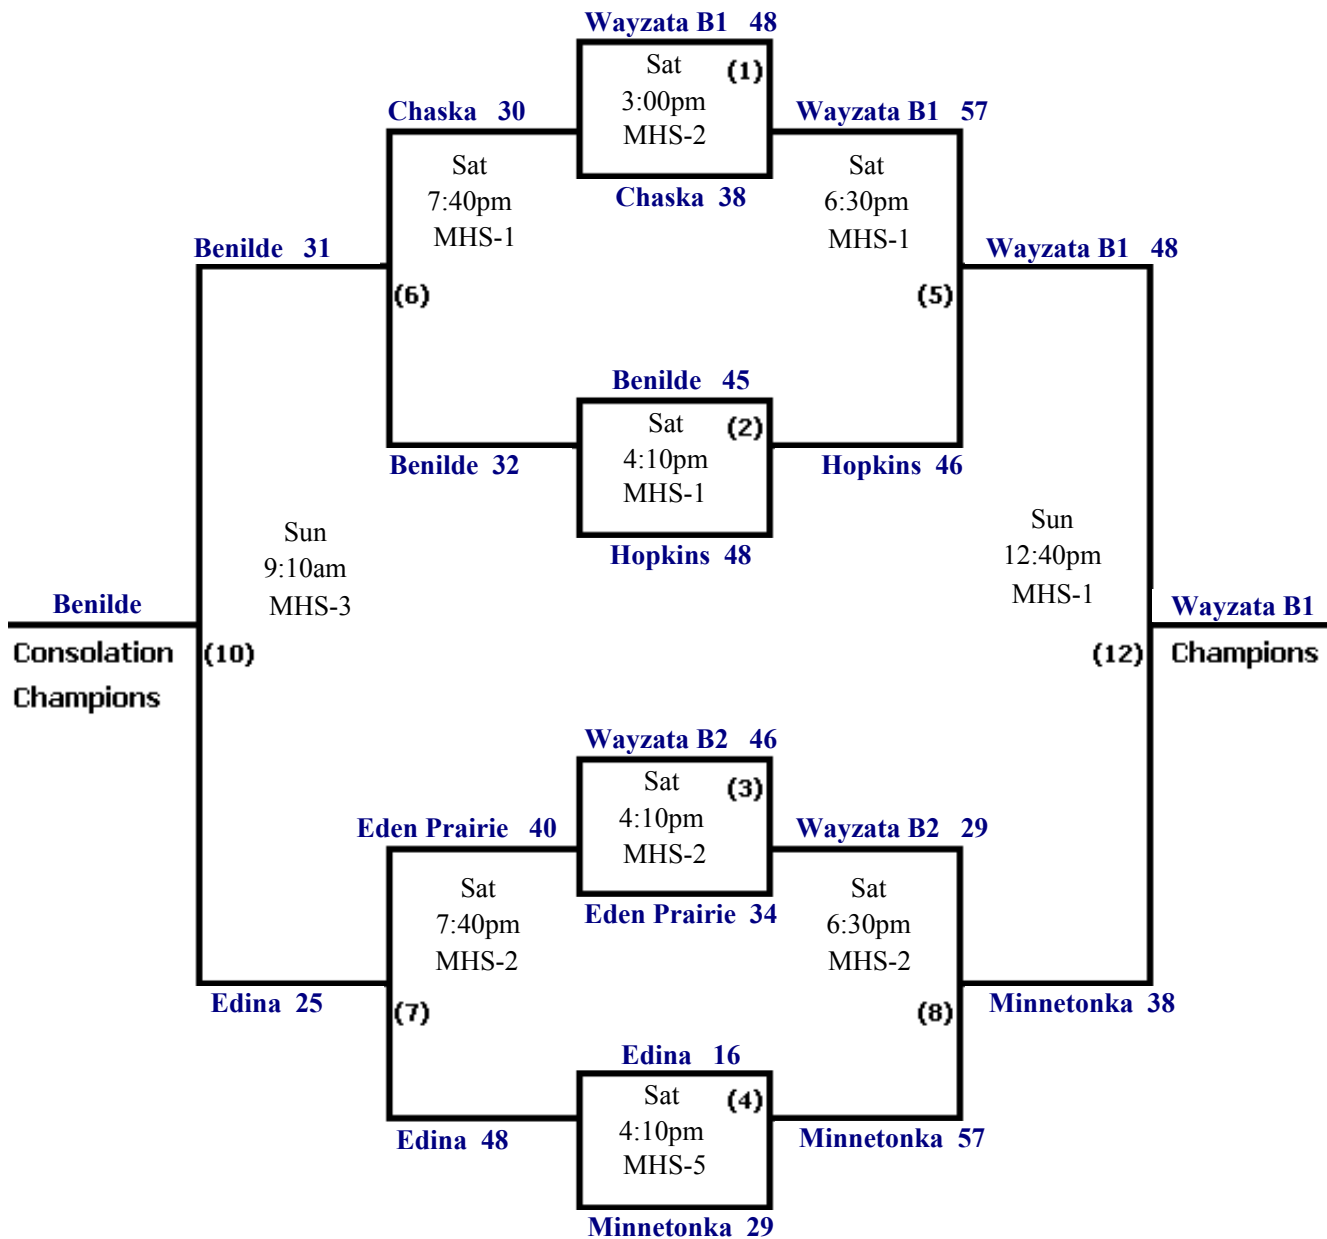 Wayzata B1 48
Sat (1)
3:00pm
MHS-2
Chaska 38
Chaska 30
Wayzata B1 57
Sat
7:40pm
MHS-1
Sat
6:30pm
MHS-1
Benilde 31
Wayzata B1 48
(6)
(5)
Benilde 45
Sat (2)
4:10pm
MHS-1
Hopkins 48
Benilde 32
Hopkins 46
Sun
9:10am
MHS-3
Sun
12:40pm
MHS-1
Benilde
Consolation
Champions
(10)
(12)
Wayzata B1
Champions
Wayzata B2 46
Sat (3)
4:10pm
MHS-2
Eden Prairie 34
Eden Prairie 40
Wayzata B2 29
Sat
7:40pm
MHS-2
Sat
6:30pm
MHS-2
Edina 25
Minnetonka 38
(7)
(8)
Edina 16
Sat (4)
4:10pm
MHS-5
Minnetonka 29
Edina 48
Minnetonka 57